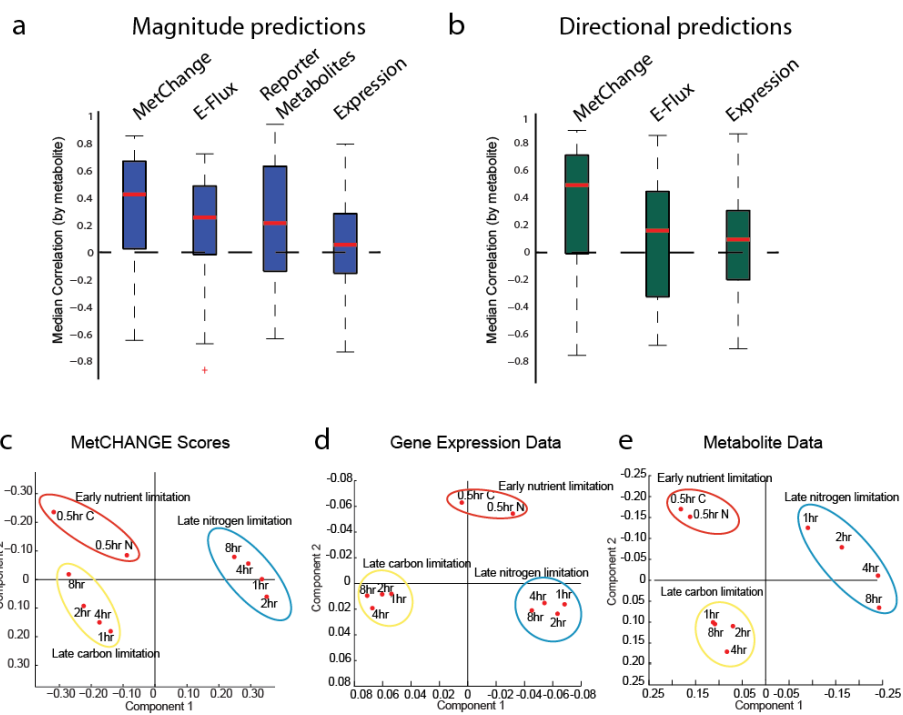 a
Magnitude predictions
MetChange
E-Flux
Reporter
Metabolites
Expression
Median Correlation (by metabolite)
1
0.8
0.6
0.4
0.2
0
−0.2
−0.4
−0.6
−0.8
b
Directional predictions
MetChange
E-Flux
Expression
Median Correlation (by metabolite)
1
0.8
0.6
0.4
0.2
0
−0.2
−0.4
−0.6
−0.8
c
MetCHANGE Scores
Component 2
−0.30
−0.20
−0.10
0
0.10
0.20
0.30
Early nutrient limitation
0.5hr C
0.5hr N
Late nitrogen limitation
8hr
4hr
1hr
2hr
8hr
2hr
4hr
1hr
Late carbon limitation
−0.30
−0.20
−0.10
0
0.10
0.20
0.30
Component 1
d
Gene Expression Data
Component 2
-0.08
-0.06
-0.04
-0.02
0
0.02
0.04
0.06
0.08
Early nutrient limitation
0.5hr C
0.5hr N
Late carbon limitation
8hr
2hr
1hr
4hr
Late nitrogen limitation
4hr
1hr
8hr
2hr
0.08
0.06
0.04
0.02
0
-0.02
-0.04
-0.06
-0.08
Component 1
e
Metabolite Data
Component 2
-0.25
-0.20
-0.15
-0.10
-0.05
0
0.05
0.10
0.15
0.20
0.25
Early nutrient limitation
0.5hr C
0.5hr N
Late nitrogen limitation
1hr
2hr
4hr
8hr
Late carbon limitation
1hr
8hr
2hr
4hr
0.25
0.15
0.05
-0.05
-0.15
-0.25
Component 1